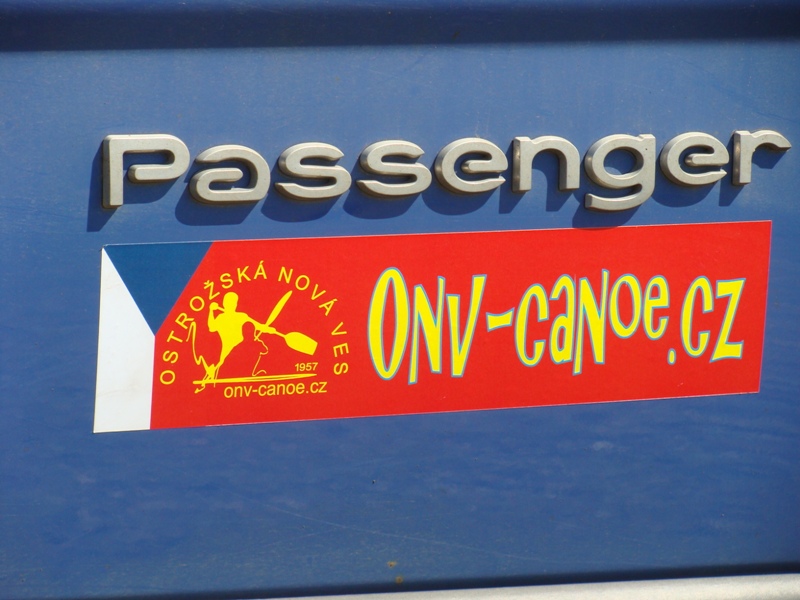 Passenger
OSTROŽSKÁ NOVÁ VES
1957
onv-canoe.cz
ONV-canoe.cz